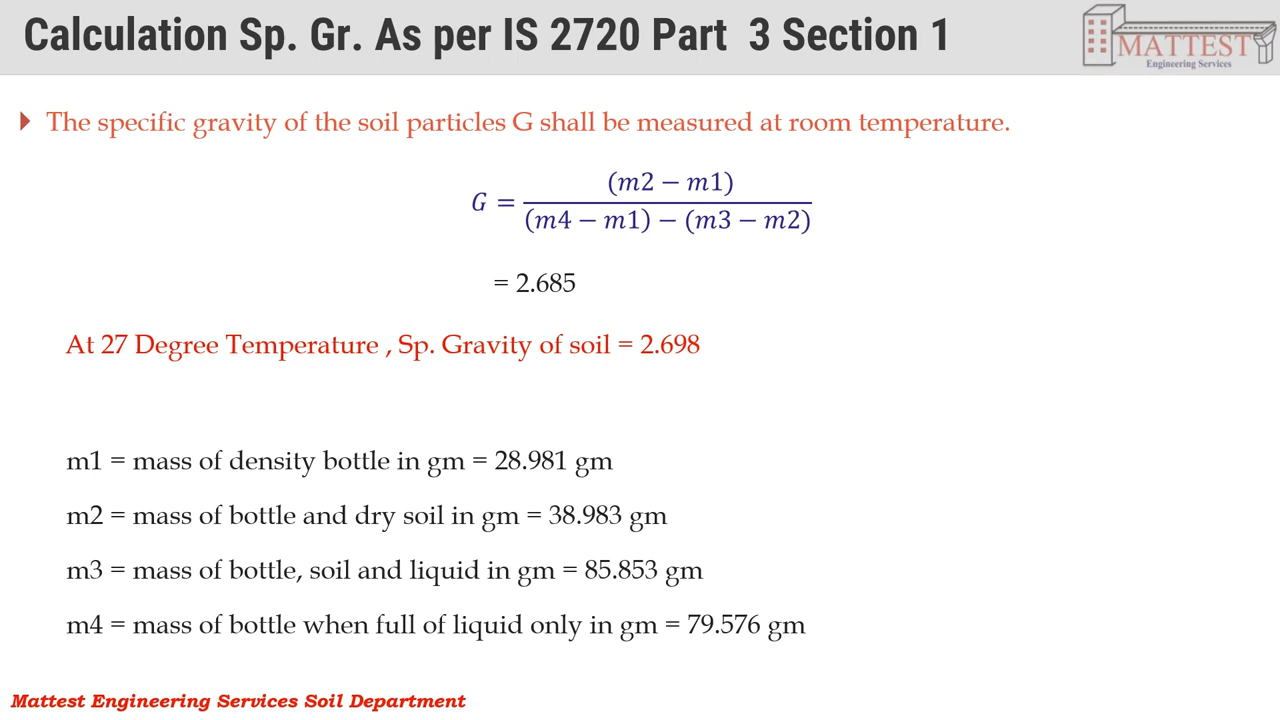 Calculation Sp. Gr. As per IS 2720 Part 3 Section 1
MATTEST
Engineering Services
The specific gravity of the soil particles G shall be measured at room temperature.
G = (m2 − m1) / (m4 − m1) − (m3 − m2)
= 2.685
At 27 Degree Temperature , Sp. Gravity of soil = 2.698
m1 = mass of density bottle in gm = 28.981 gm
m2 = mass of bottle and dry soil in gm = 38.983 gm
m3 = mass of bottle, soil and liquid in gm = 85.853 gm
m4 = mass of bottle when full of liquid only in gm = 79.576 gm
Mattest Engineering Services Soil Department